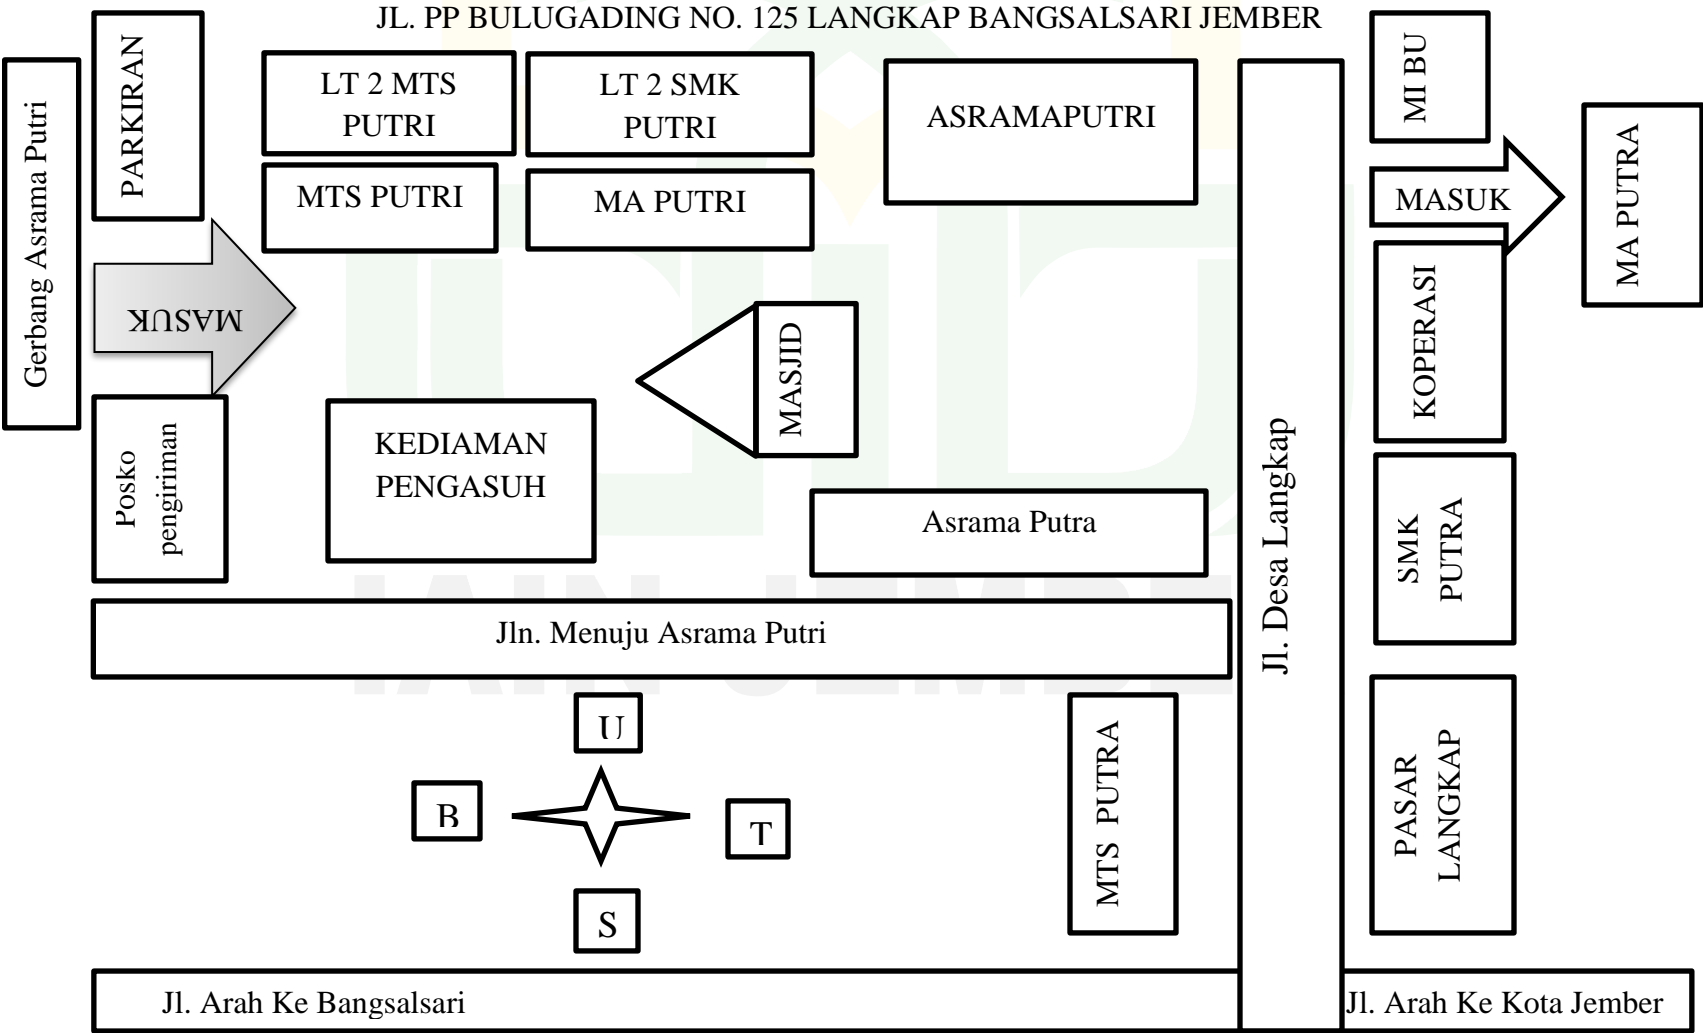 JL. PP BULUGADING NO. 125 LANGKAP BANGSALSARI JEMBER
Gerbang Asrama Putri
PARKIRAN
LT 2 MTS
PUTRI
LT 2 SMK
PUTRI
ASRAMAPUTRI
MI BU
MTS PUTRI
MA PUTRI
MASUK
MA PUTRA
MASUK
KOPERASI
MASJID
Posko
pengiriman
KEDIAMAN
PENGASUH
Asrama Putra
Jl. Desa Langkap
SMK
PUTRA
Jln. Menuju Asrama Putri
U
B
T
S
MTS PUTRA
PASAR
LANGKAP
Jl. Arah Ke Bangsalsari
Jl. Arah Ke Kota Jember
IAIN JEMBE